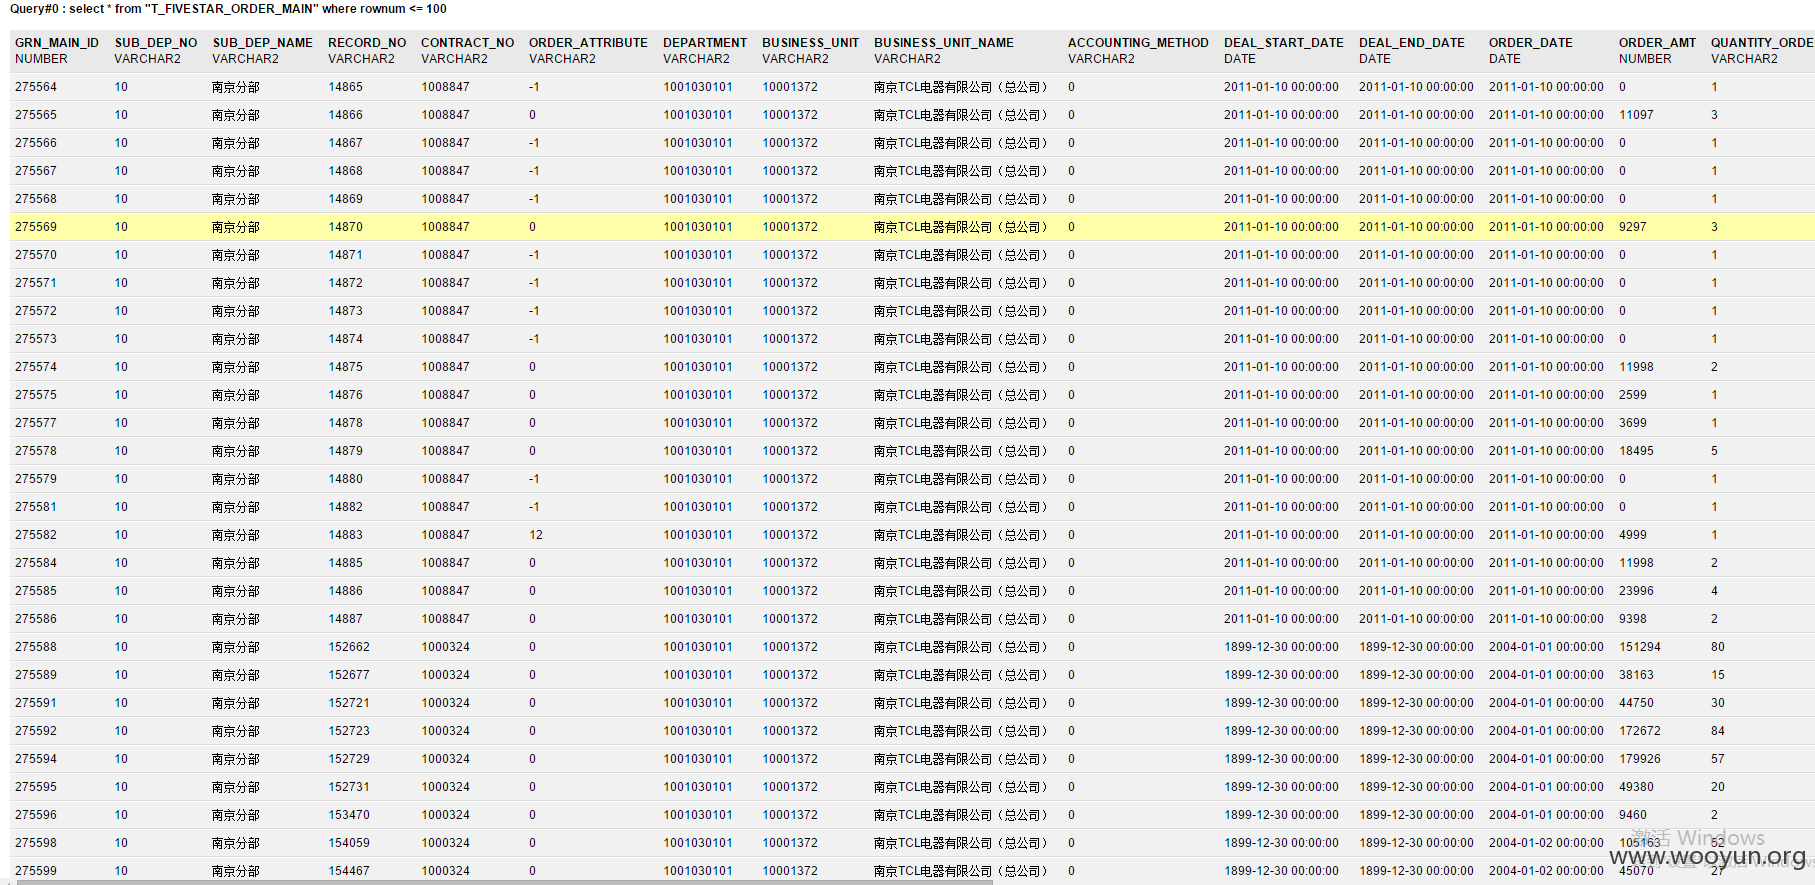 Query#0 : select * from "T_FIVESTAR_ORDER_MAIN" where rownum <= 100
GRN_MAIN_ID SUB_DEP_NO SUB_DEP_NAME RECORD_NO CONTRACT_NO ORDER_ATTRIBUTE DEPARTMENT BUSINESS_UNIT BUSINESS_UNIT_NAME ACCOUNTING_METHOD DEAL_START_DATE DEAL_END_DATE ORDER_DATE ORDER_AMT QUANTITY_ORDE
NUMBER VARCHAR2 VARCHAR2 VARCHAR2 VARCHAR2 VARCHAR2 VARCHAR2 VARCHAR2 VARCHAR2 VARCHAR2 DATE DATE DATE NUMBER VARCHAR2
275564 10 南京分部 14865 1008847 -1 1001030101 10001372 南京TCL电器有限公司（总公司） 0 2011-01-10 00:00:00 2011-01-10 00:00:00 2011-01-10 00:00:00 0 1
275565 10 南京分部 14866 1008847 0 1001030101 10001372 南京TCL电器有限公司（总公司） 0 2011-01-10 00:00:00 2011-01-10 00:00:00 2011-01-10 00:00:00 11097 3
275566 10 南京分部 14867 1008847 -1 1001030101 10001372 南京TCL电器有限公司（总公司） 0 2011-01-10 00:00:00 2011-01-10 00:00:00 2011-01-10 00:00:00 0 1
275567 10 南京分部 14868 1008847 -1 1001030101 10001372 南京TCL电器有限公司（总公司） 0 2011-01-10 00:00:00 2011-01-10 00:00:00 2011-01-10 00:00:00 0 1
275568 10 南京分部 14869 1008847 -1 1001030101 10001372 南京TCL电器有限公司（总公司） 0 2011-01-10 00:00:00 2011-01-10 00:00:00 2011-01-10 00:00:00 0 1
275569 10 南京分部 14870 1008847 0 1001030101 10001372 南京TCL电器有限公司（总公司） 0 2011-01-10 00:00:00 2011-01-10 00:00:00 2011-01-10 00:00:00 9297 3
275570 10 南京分部 14871 1008847 -1 1001030101 10001372 南京TCL电器有限公司（总公司） 0 2011-01-10 00:00:00 2011-01-10 00:00:00 2011-01-10 00:00:00 0 1
275571 10 南京分部 14872 1008847 -1 1001030101 10001372 南京TCL电器有限公司（总公司） 0 2011-01-10 00:00:00 2011-01-10 00:00:00 2011-01-10 00:00:00 0 1
275572 10 南京分部 14873 1008847 -1 1001030101 10001372 南京TCL电器有限公司（总公司） 0 2011-01-10 00:00:00 2011-01-10 00:00:00 2011-01-10 00:00:00 0 1
275573 10 南京分部 14874 1008847 -1 1001030101 10001372 南京TCL电器有限公司（总公司） 0 2011-01-10 00:00:00 2011-01-10 00:00:00 2011-01-10 00:00:00 0 1
275574 10 南京分部 14875 1008847 0 1001030101 10001372 南京TCL电器有限公司（总公司） 0 2011-01-10 00:00:00 2011-01-10 00:00:00 2011-01-10 00:00:00 11998 2
275575 10 南京分部 14876 1008847 0 1001030101 10001372 南京TCL电器有限公司（总公司） 0 2011-01-10 00:00:00 2011-01-10 00:00:00 2011-01-10 00:00:00 2599 1
275577 10 南京分部 14878 1008847 0 1001030101 10001372 南京TCL电器有限公司（总公司） 0 2011-01-10 00:00:00 2011-01-10 00:00:00 2011-01-10 00:00:00 3699 1
275578 10 南京分部 14879 1008847 0 1001030101 10001372 南京TCL电器有限公司（总公司） 0 2011-01-10 00:00:00 2011-01-10 00:00:00 2011-01-10 00:00:00 18495 5
275579 10 南京分部 14880 1008847 -1 1001030101 10001372 南京TCL电器有限公司（总公司） 0 2011-01-10 00:00:00 2011-01-10 00:00:00 2011-01-10 00:00:00 0 1
275581 10 南京分部 14882 1008847 -1 1001030101 10001372 南京TCL电器有限公司（总公司） 0 2011-01-10 00:00:00 2011-01-10 00:00:00 2011-01-10 00:00:00 0 1
275582 10 南京分部 14883 1008847 12 1001030101 10001372 南京TCL电器有限公司（总公司） 0 2011-01-10 00:00:00 2011-01-10 00:00:00 2011-01-10 00:00:00 4999 1
275584 10 南京分部 14885 1008847 0 1001030101 10001372 南京TCL电器有限公司（总公司） 0 2011-01-10 00:00:00 2011-01-10 00:00:00 2011-01-10 00:00:00 11998 2
275585 10 南京分部 14886 1008847 0 1001030101 10001372 南京TCL电器有限公司（总公司） 0 2011-01-10 00:00:00 2011-01-10 00:00:00 2011-01-10 00:00:00 23996 4
275586 10 南京分部 14887 1008847 0 1001030101 10001372 南京TCL电器有限公司（总公司） 0 2011-01-10 00:00:00 2011-01-10 00:00:00 2011-01-10 00:00:00 9398 2
275588 10 南京分部 152662 1000324 0 1001030101 10001372 南京TCL电器有限公司（总公司） 0 1899-12-30 00:00:00 1899-12-30 00:00:00 2004-01-01 00:00:00 151294 80
275589 10 南京分部 152677 1000324 0 1001030101 10001372 南京TCL电器有限公司（总公司） 0 1899-12-30 00:00:00 1899-12-30 00:00:00 2004-01-01 00:00:00 38163 15
275591 10 南京分部 152721 1000324 0 1001030101 10001372 南京TCL电器有限公司（总公司） 0 1899-12-30 00:00:00 1899-12-30 00:00:00 2004-01-01 00:00:00 44750 30
275592 10 南京分部 152723 1000324 0 1001030101 10001372 南京TCL电器有限公司（总公司） 0 1899-12-30 00:00:00 1899-12-30 00:00:00 2004-01-01 00:00:00 172672 84
275594 10 南京分部 152729 1000324 0 1001030101 10001372 南京TCL电器有限公司（总公司） 0 1899-12-30 00:00:00 1899-12-30 00:00:00 2004-01-01 00:00:00 179926 57
275595 10 南京分部 152731 1000324 0 1001030101 10001372 南京TCL电器有限公司（总公司） 0 1899-12-30 00:00:00 1899-12-30 00:00:00 2004-01-01 00:00:00 49380 20
275596 10 南京分部 153470 1000324 0 1001030101 10001372 南京TCL电器有限公司（总公司） 0 1899-12-30 00:00:00 1899-12-30 00:00:00 2004-01-01 00:00:00 9460 2
275598 10 南京分部 154059 1000324 0 1001030101 10001372 南京TCL电器有限公司（总公司） 0 1899-12-30 00:00:00 1899-12-30 00:00:00 2004-01-02 00:00:00 105163
275599 10 南京分部 154467 1000324 0 1001030101 10001372 南京TCL电器有限公司（总公司） 0 1899-12-30 00:00:00 1899-12-30 00:00:00 2004-01-02 00:00:00 45070 27
激活 Windows
www.wooyun.org